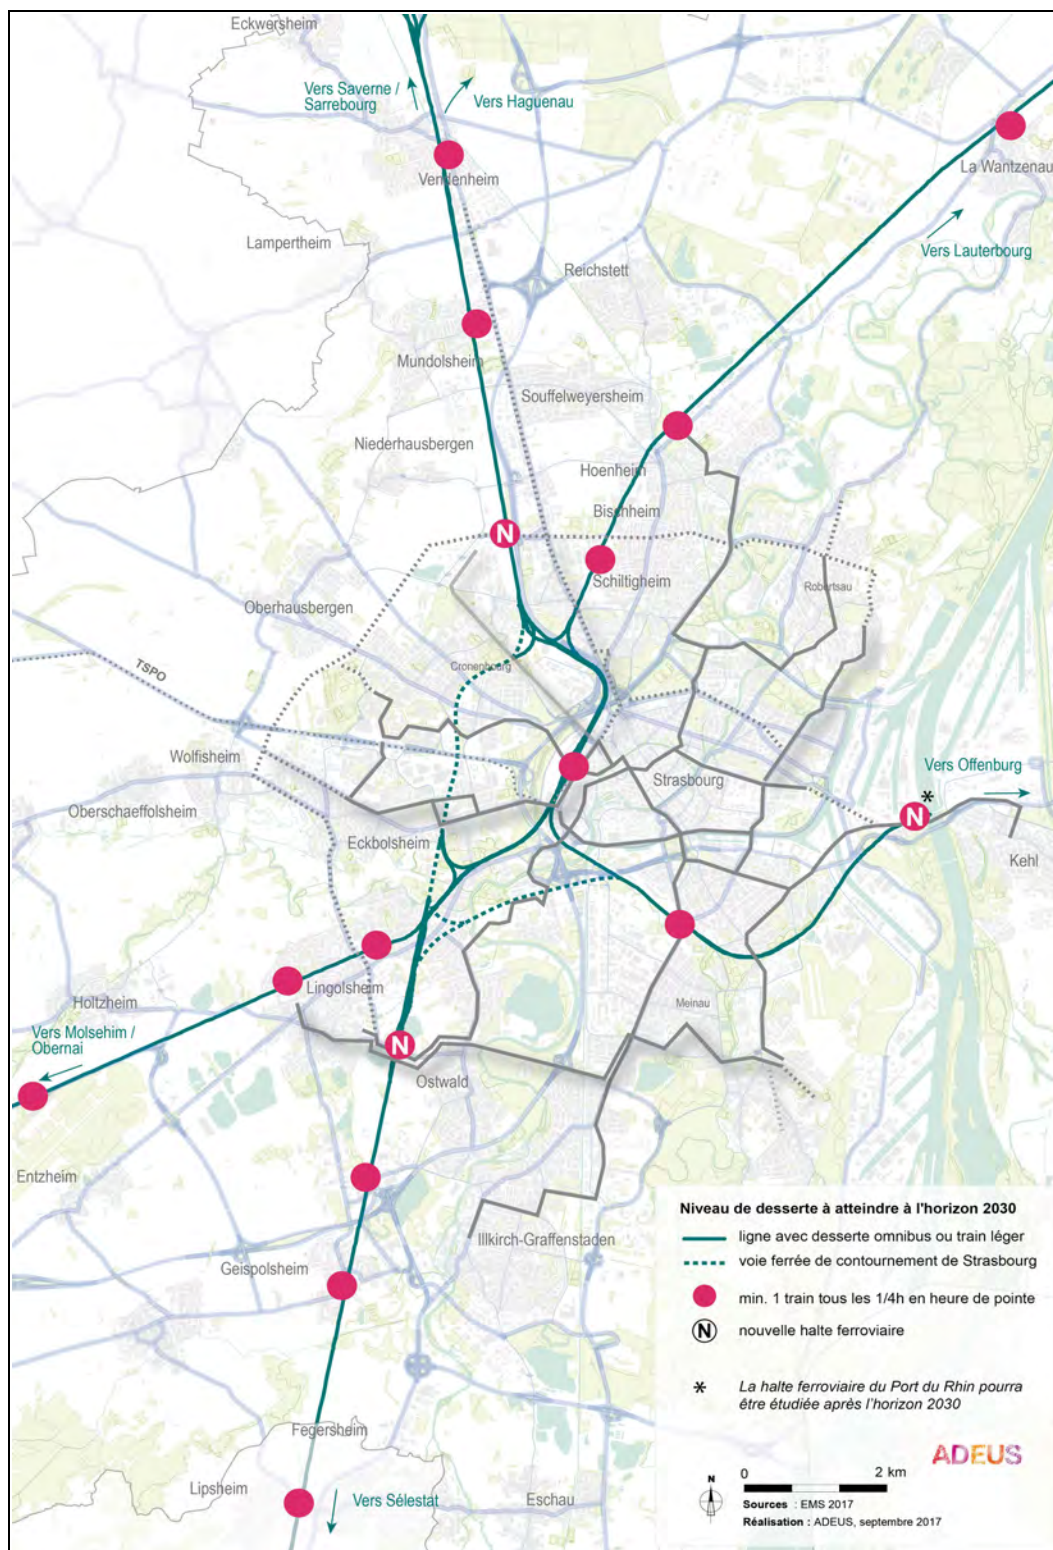 Eckwersheim
Vers Saverne /
Sarrebourg
Vers Haguenau
Vendenheim
La Wantzenau
Lampertheim
Vers Lauterbourg
Reichstett
Mundolsheim
Souffelweyersheim
Niederhausbergen
Hoenheim
Bischheim
N
Schiltigheim
Robertsau
Oberhausbergen
Cronenbourg
TSPO
Wolfisheim
Strasbourg
Vers Offenburg
*
N
Oberschaeffolsheim
Eckbolsheim
Kehl
Lingolsheim
Holtzheim
Meinau
Vers Molsehim /
Obernai
N
Ostwald
Entzheim
Illkirch-Graffenstaden
Geispolsheim
Fegersheim
Lipsheim
Vers Sélestat
Eschau
Niveau de desserte à atteindre à l'horizon 2030
ligne avec desserte omnibus ou train léger
voie ferrée de contournement de Strasbourg
min. 1 train tous les 1/4h en heure de pointe
N nouvelle halte ferroviaire
* La halte ferroviaire du Port du Rhin pourra
être étudiée après l'horizon 2030
ADEUS
N
0 2 km
Sources : EMS 2017
Réalisation : ADEUS, septembre 2017